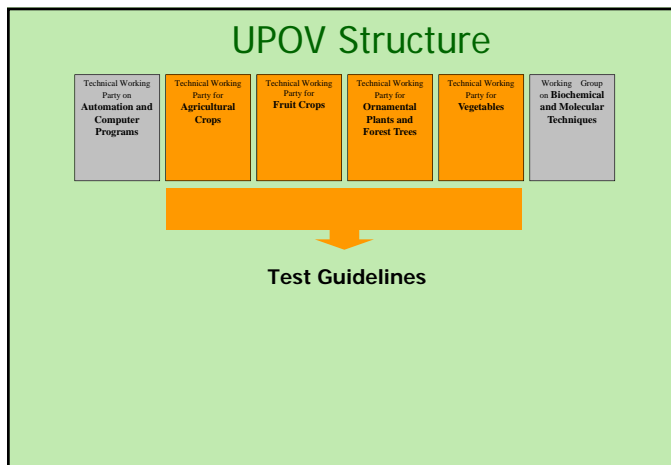 UPOV Structure
Technical Working
Party on
Automation and
Computer
Programs
Technical Working
Party for
Agricultural
Crops
Technical Working
Party for
Fruit Crops
Technical Working
Party for
Ornamental
Plants and
Forest Trees
Technical Working
Party for
Vegetables
Working Group
on Biochemical
and Molecular
Techniques
Test Guidelines